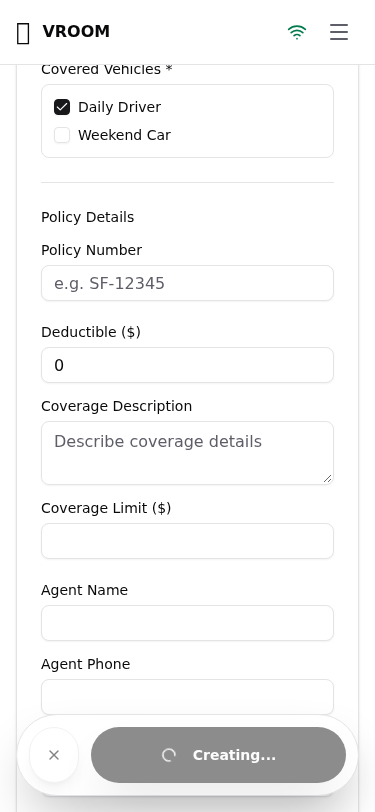 VROOM
Covered Vehicles *
Daily Driver
Weekend Car
Policy Details
Policy Number
e.g. SF-12345
Deductible ($)
0
Coverage Description
Describe coverage details
Coverage Limit ($)
Agent Name
Agent Phone
Creating...